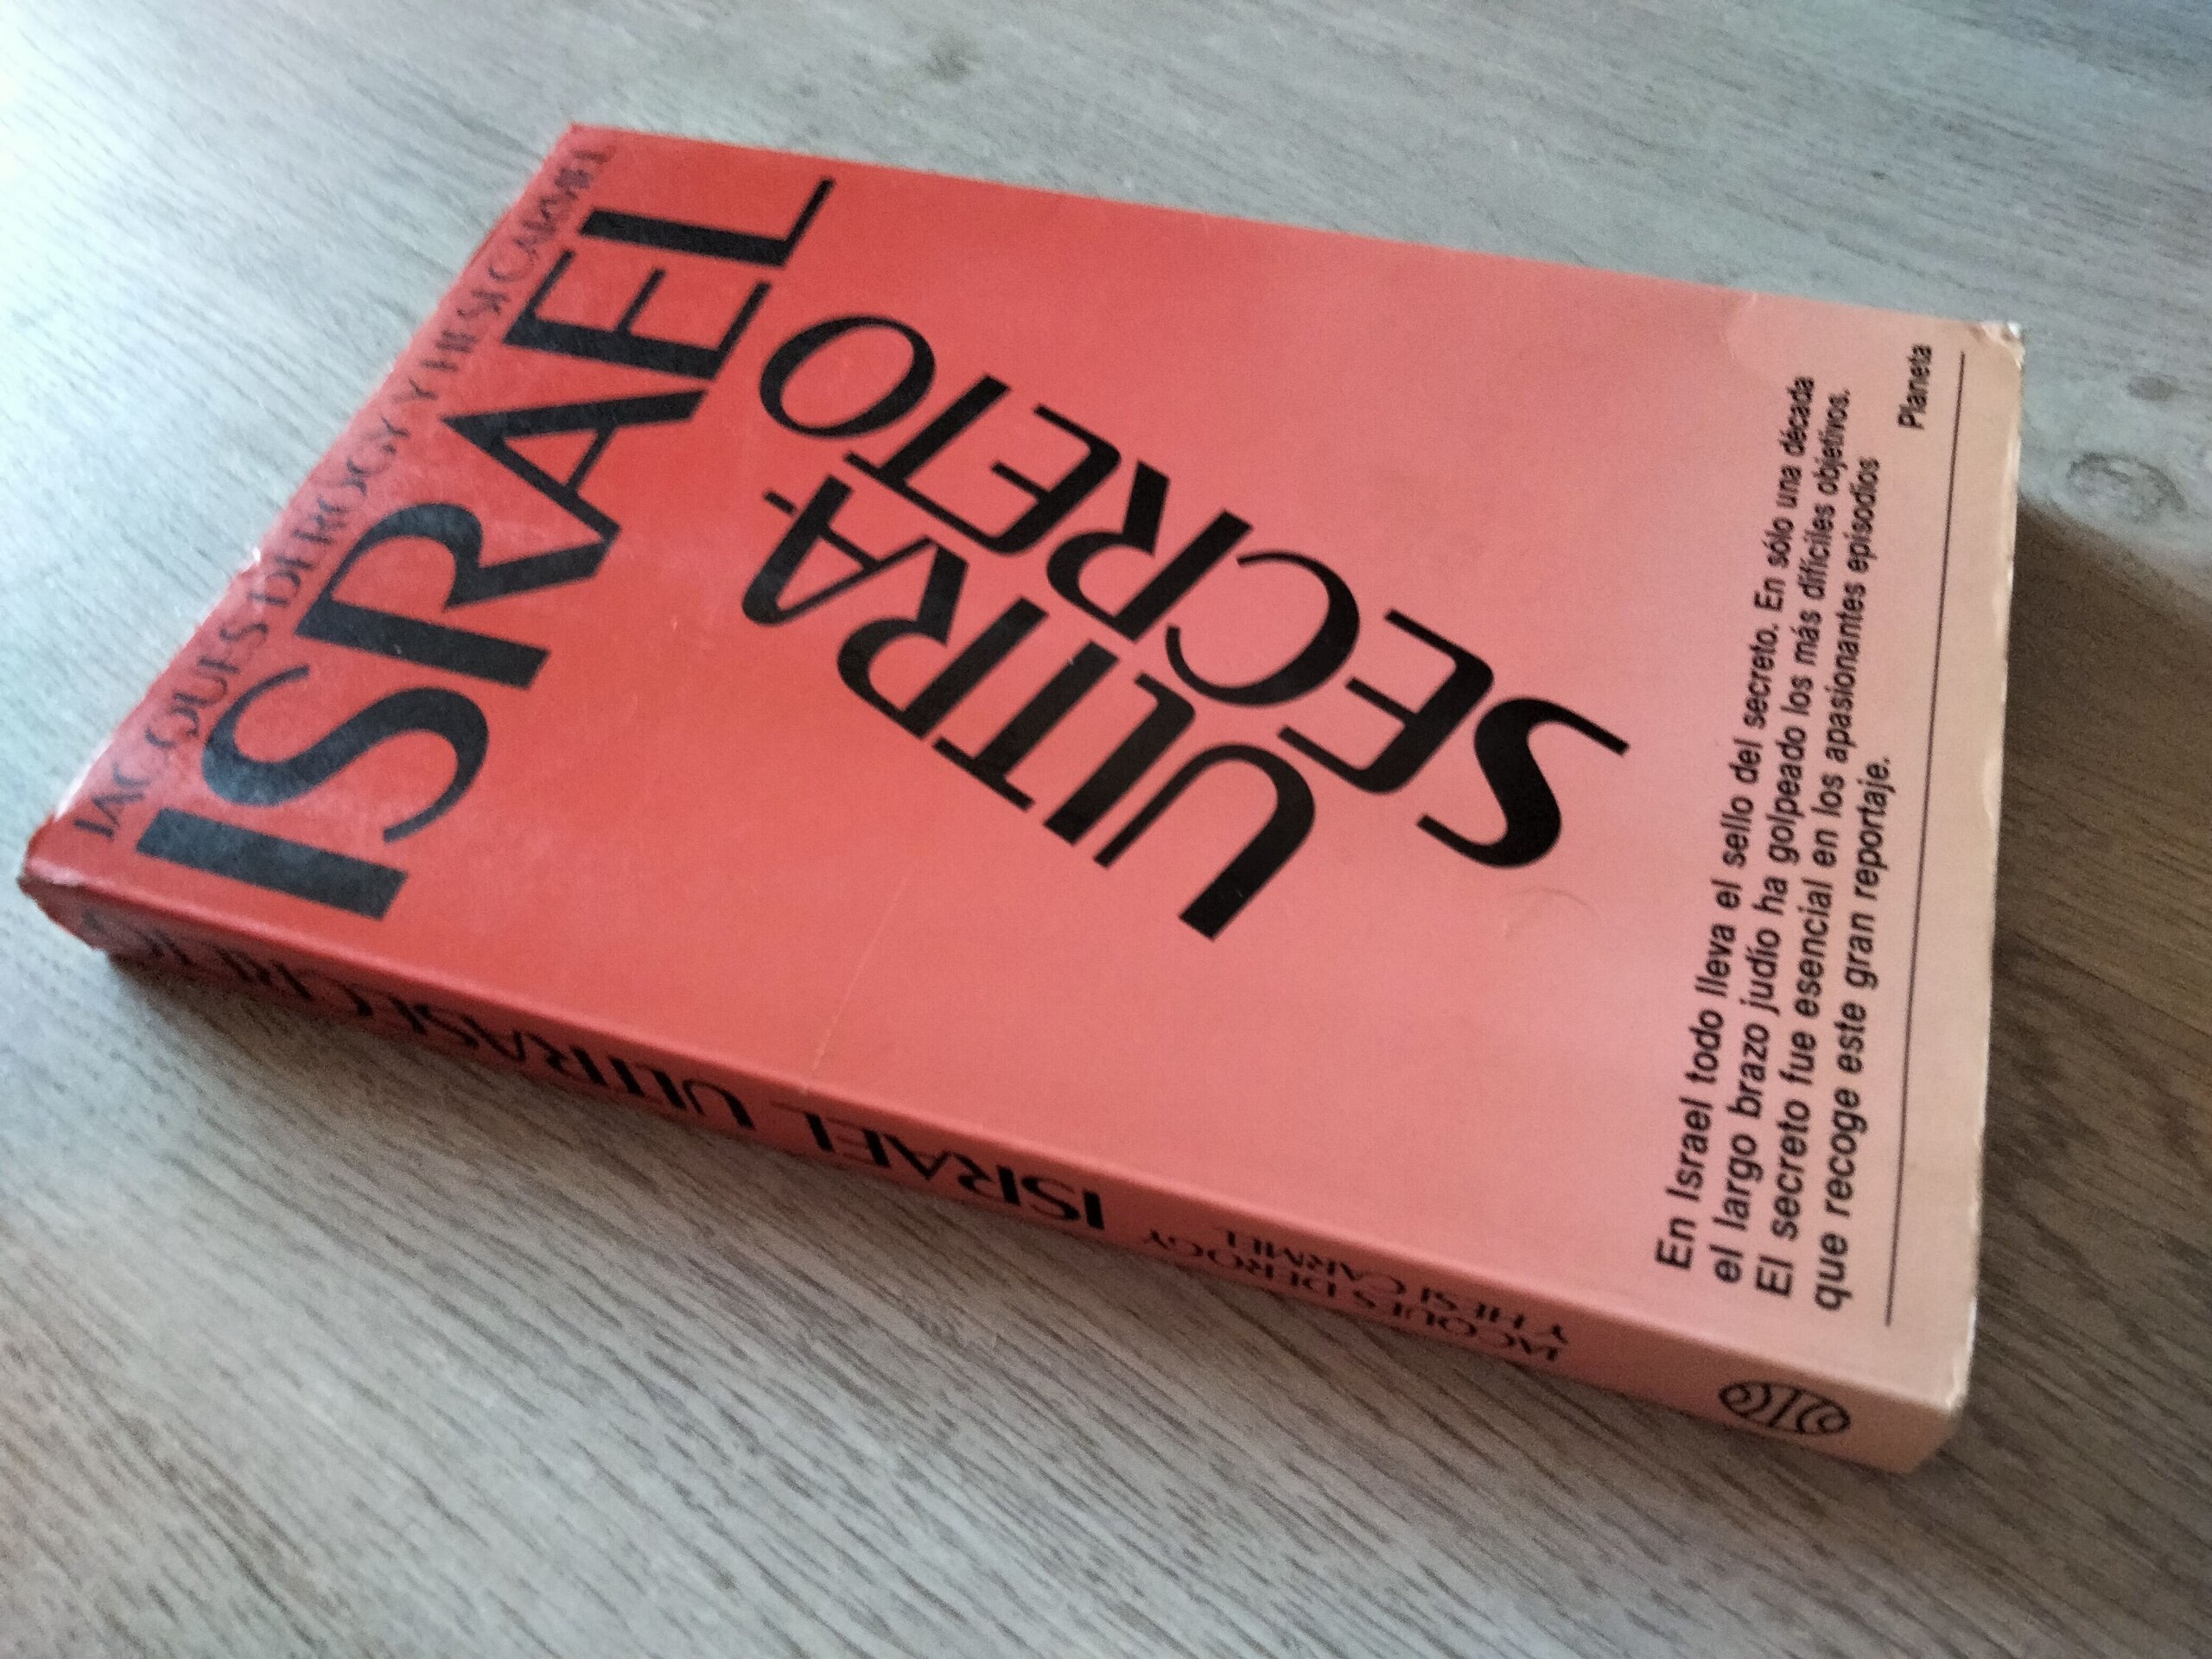 JACQUES DEROGY Y HESI CARMEL
ISRAEL
ULTRA-
SECRETO
En Israel todo lleva el sello del secreto. En sólo una década
el largo brazo judío ha golpeado los más difíciles objetivos.
El secreto fue esencial en los apasionantes episodios
que recoge este gran reportaje.
Planeta
JACQUES DEROGY
Y HESI CARMEL
ISRAEL ULTRASECRETO